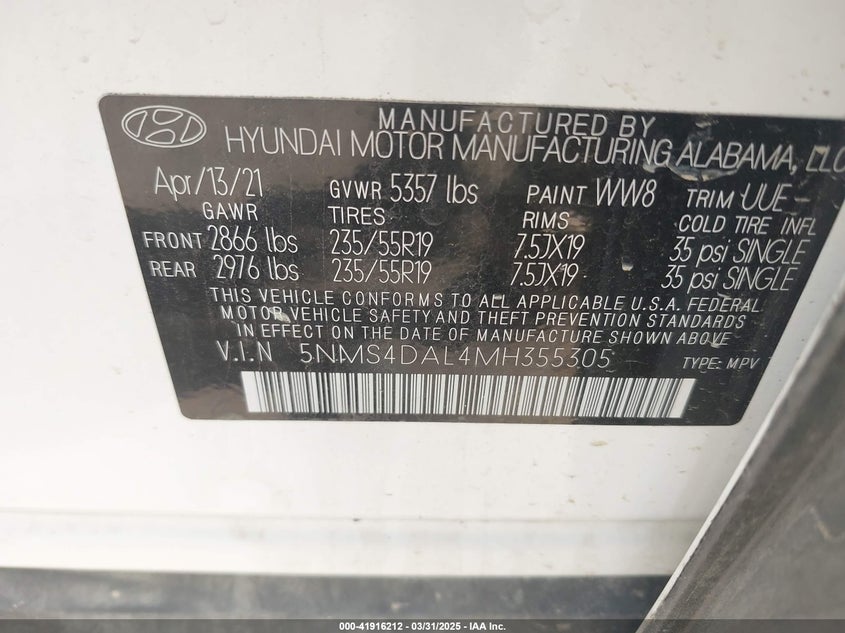 MANUFACTURED BY
HYUNDAI MOTOR MANUFACTURING ALABAMA, LLC
Apr/13/21 GVWR 5357 lbs PAINT WW8 TRIM UUE
GAWR TIRES RIMS COLD TIRE INFL
FRONT 2866 lbs 235/55R19 7.5JX19 35 psi SINGLE
REAR 2976 lbs 235/55R19 7.5JX19 35 psi SINGLE
THIS VEHICLE CONFORMS TO ALL APPLICABLE U.S.A. FEDERAL
MOTOR VEHICLE SAFETY AND THEFT PREVENTION STANDARDS
IN EFFECT ON THE DATE OF MANUFACTURE SHOWN ABOVE
V.I.N 5NMS4DAL4MH355305 TYPE: MPV
000-41916212 - 03/31/2025 - IAA Inc.